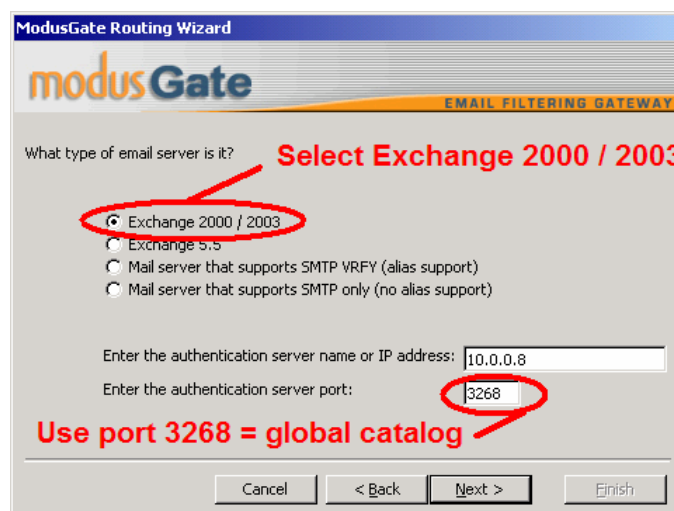 ModusGate Routing Wizard
modusGate
EMAIL FILTERING GATEWAY
What type of email server is it?
Select Exchange 2000 / 2003
Exchange 2000 / 2003
Exchange 5.5
Mail server that supports SMTP VRFY (alias support)
Mail server that supports SMTP only (no alias support)
Enter the authentication server name or IP address: 10.0.0.8
Enter the authentication server port: 3268
Use port 3268 = global catalog
Cancel < Back Next > Finish